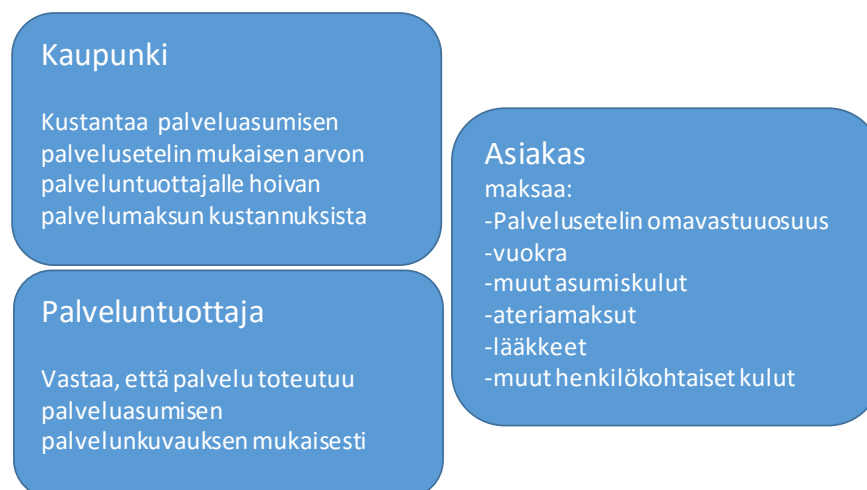 Kaupunki
Kustantaa palveluasumisen
palvelusetelin mukaisen arvon
palveluntuottajalle hoivan
palvelumaksun kustannuksista
Palveluntuottaja
Vastaa, että palvelu toteutuu
palveluasumisen
palvelunkuvauksen mukaisesti
Asiakas
maksaa:
-Palvelusetelin omavastuuosuus
-vuokra
-muut asumiskulut
-ateriamaksut
-lääkkeet
-muut henkilökohtaiset kulut